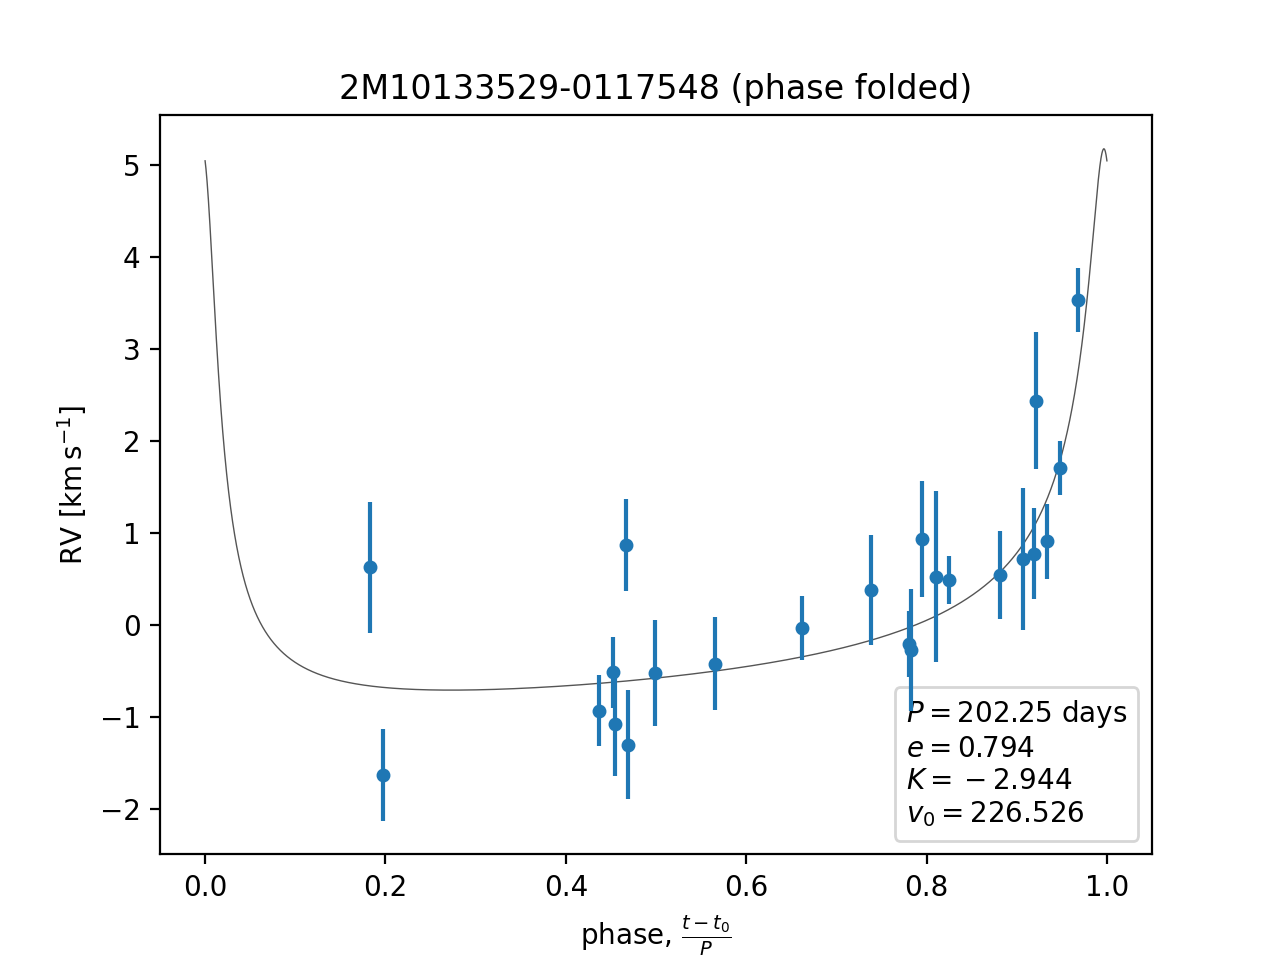 2M10133529-0117548 (phase folded)
RV [km s⁻¹]
5
4
3
2
1
0
−1
−2
P = 202.25 days
e = 0.794
K = −2.944
v₀ = 226.526
0.0 0.2 0.4 0.6 0.8 1.0
phase, (t − t₀)/P